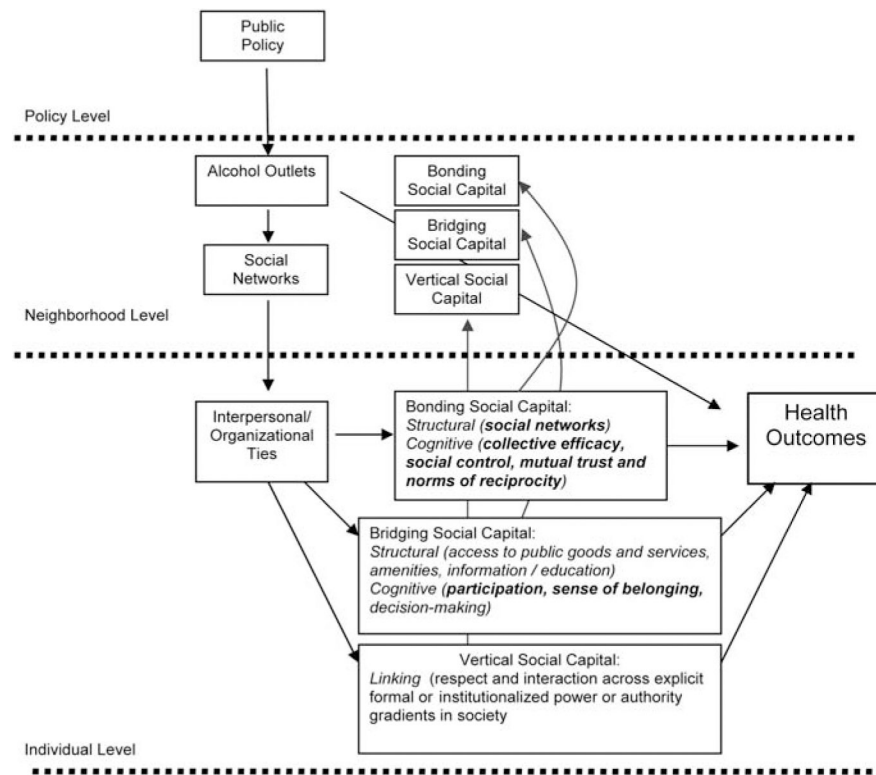 Public
Policy
Policy Level
Alcohol Outlets
Bonding
Social Capital
Bridging
Social Capital
Social
Networks
Vertical Social
Capital
Neighborhood Level
Interpersonal/
Organizational
Ties
Bonding Social Capital:
Structural (social networks)
Cognitive (collective efficacy,
social control, mutual trust and
norms of reciprocity)
Health
Outcomes
Bridging Social Capital:
Structural (access to public goods and services,
amenities, information / education)
Cognitive (participation, sense of belonging,
decision-making)
Vertical Social Capital:
Linking (respect and interaction across explicit
formal or institutionalized power or authority
gradients in society
Individual Level